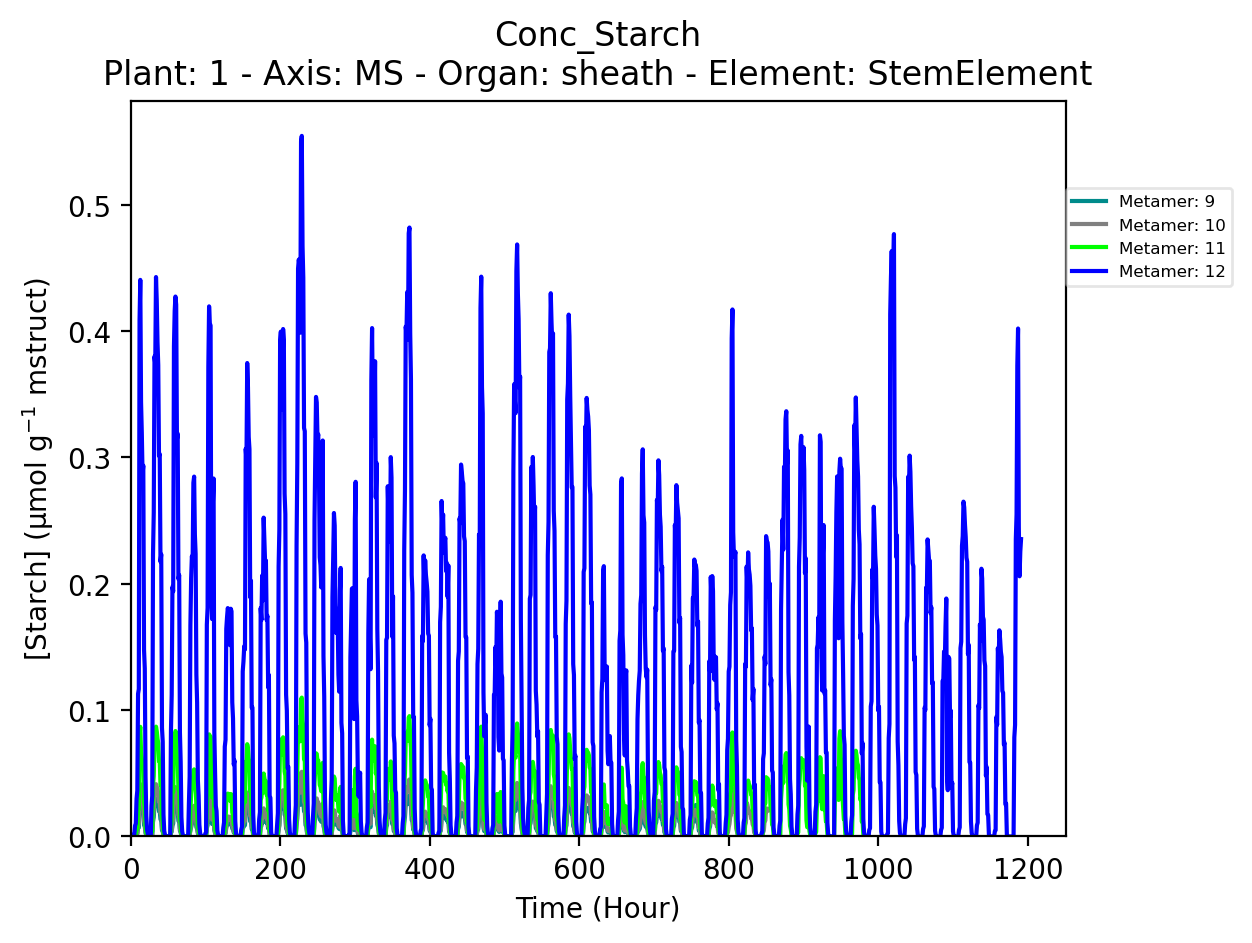 Conc_Starch
Plant: 1 - Axis: MS - Organ: sheath - Element: StemElement
[Starch] (µmol g⁻¹ mstruct)
0.5
0.4
0.3
0.2
0.1
0.0
0 200 400 600 800 1000 1200
Time (Hour)
Metamer: 9
Metamer: 10
Metamer: 11
Metamer: 12